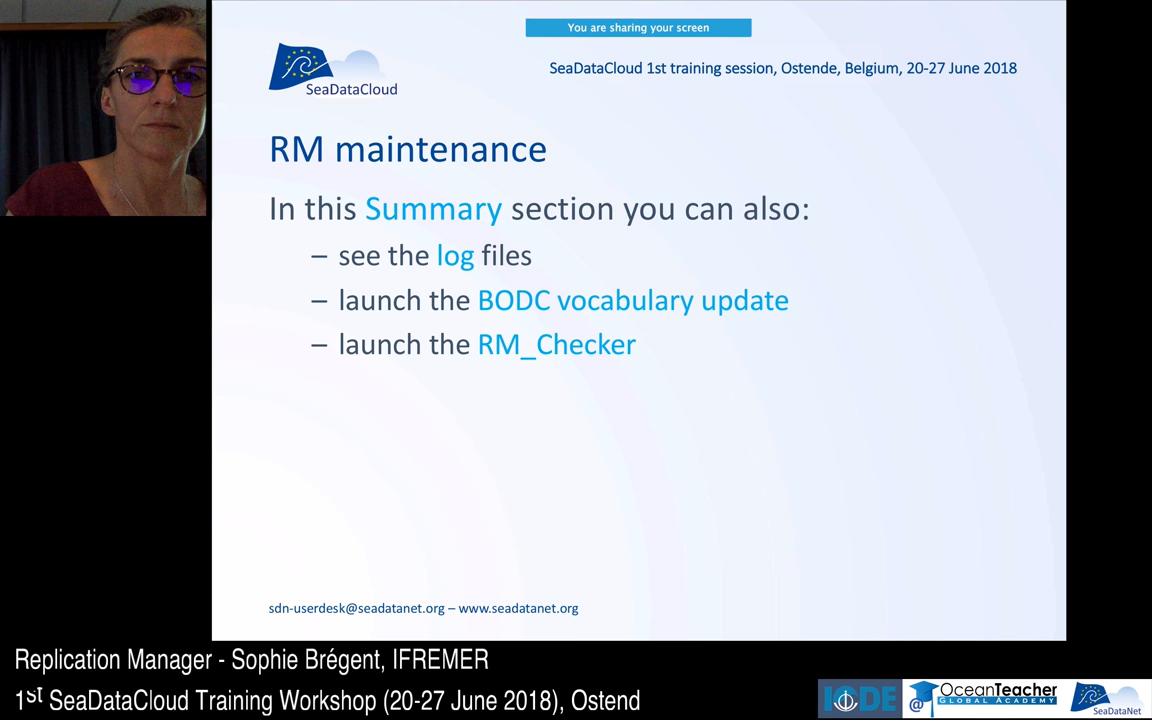 You are sharing your screen
SeaDataCloud
SeaDataCloud 1st training session, Ostende, Belgium, 20-27 June 2018
RM maintenance
In this Summary section you can also:
– see the log files
– launch the BODC vocabulary update
– launch the RM_Checker
sdn-userdesk@seadatanet.org – www.seadatanet.org
Replication Manager - Sophie Brégent, IFREMER
1st SeaDataCloud Training Workshop (20-27 June 2018), Ostend
IODE
@ OceanTeacher
GLOBAL ACADEMY
SeaDataNet